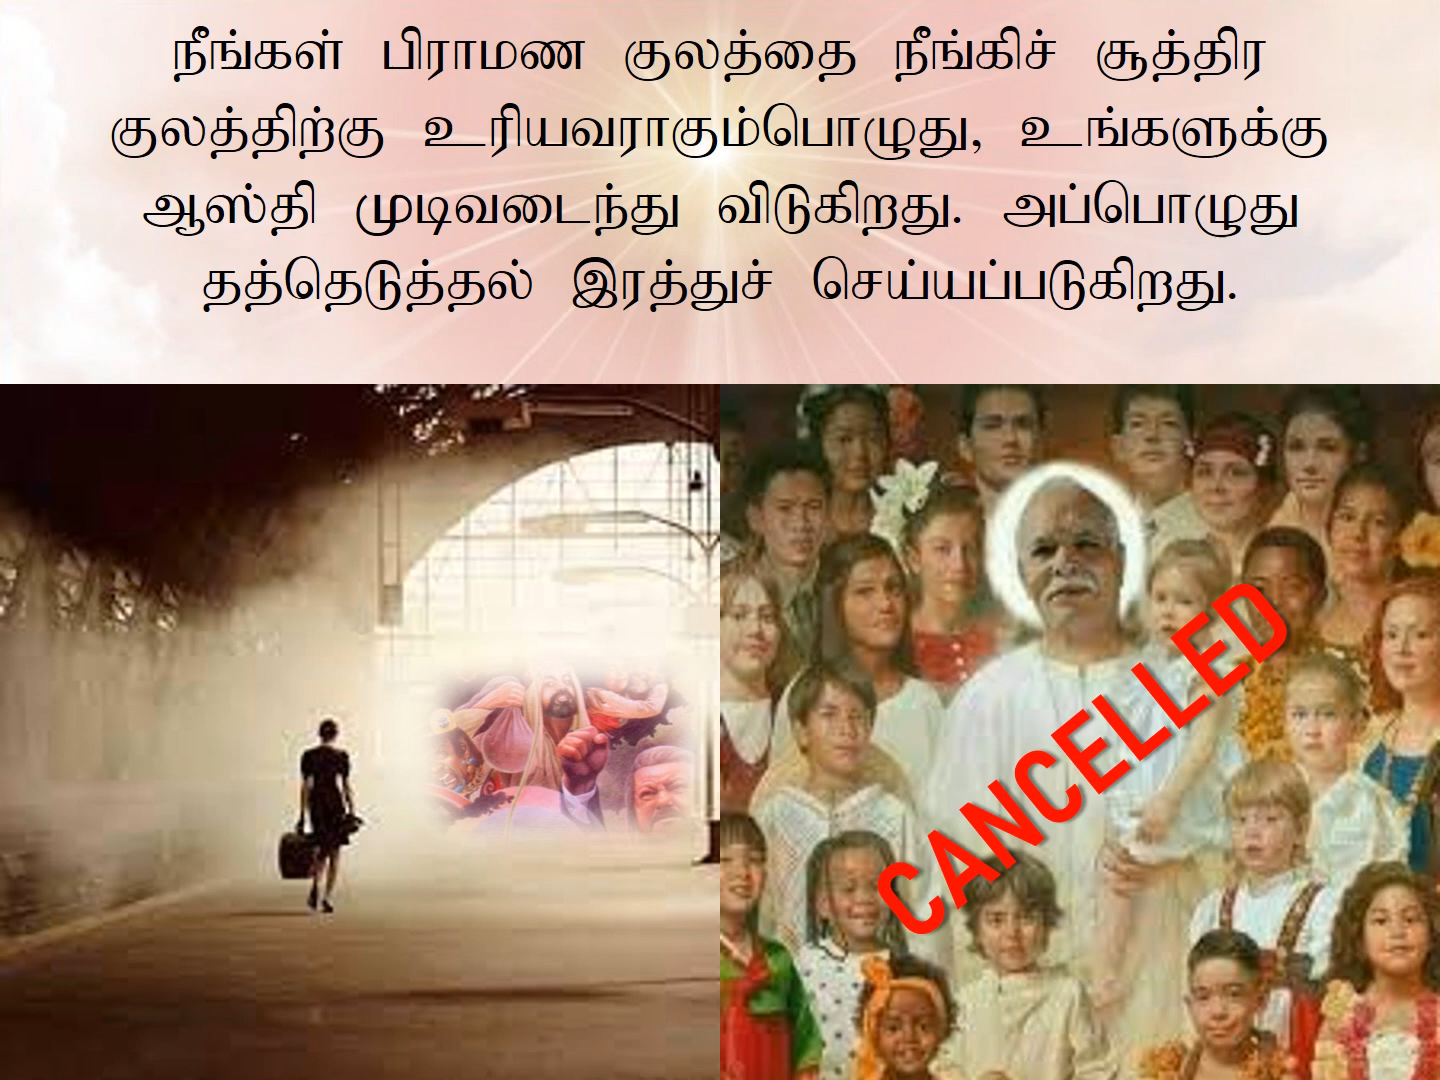 நீங்கள் பிராமண குலத்தை நீங்கிச் சூத்திர
குலத்திற்கு உரியவராகும்பொழுது, உங்களுக்கு
ஆஸ்தி முடிவடைந்து விடுகிறது. அப்பொழுது
தத்தெடுத்தல் இரத்துச் செய்யப்படுகிறது.
CANCELLED